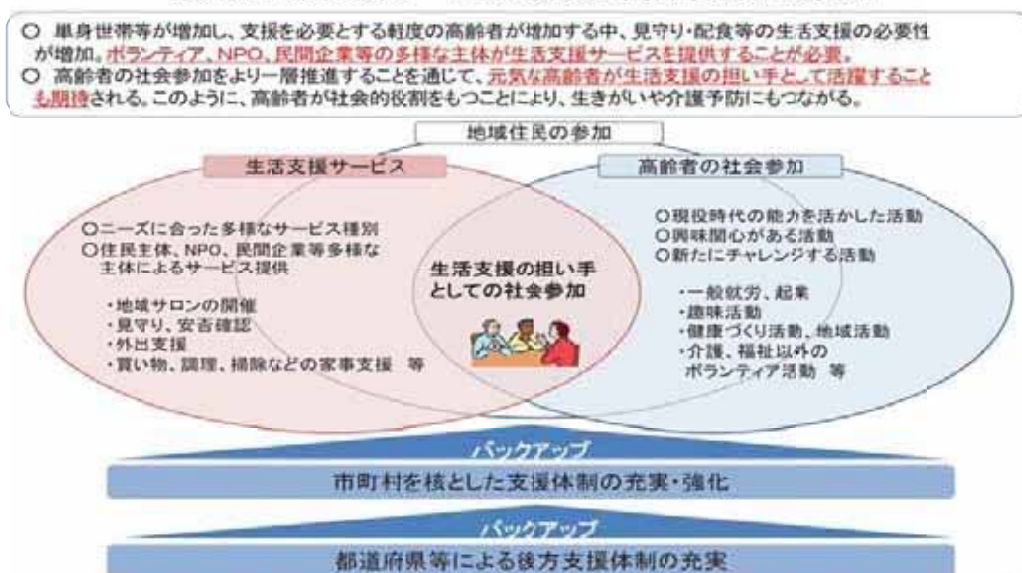 ○ 単身世帯等が増加し、支援を必要とする軽度の高齢者が増加する中、見守り・配食等の生活支援の必要性
が増加。ボランティア、NPO、民間企業等の多様な主体が生活支援サービスを提供することが必要。
○ 高齢者の社会参加をより一層推進することを通じて、元気な高齢者が生活支援の担い手として活躍すること
も期待される。このように、高齢者が社会的役割をもつことにより、生きがいや介護予防にもつながる。
地域住民の参加
生活支援サービス
○ニーズに合った多様なサービス種別
○住民主体、NPO、民間企業等多様な
主体によるサービス提供
・地域サロンの開催
・見守り、安否確認
・外出支援
・買い物、調理、掃除などの家事支援 等
生活支援の担い手
としての社会参加
高齢者の社会参加
○現役時代の能力を活かした活動
○興味関心がある活動
○新たにチャレンジする活動
・一般就労、起業
・趣味活動
・健康づくり活動、地域活動
・介護、福祉以外の
ボランティア活動 等
バックアップ
市町村を核とした支援体制の充実・強化
バックアップ
都道府県等による後方支援体制の充実